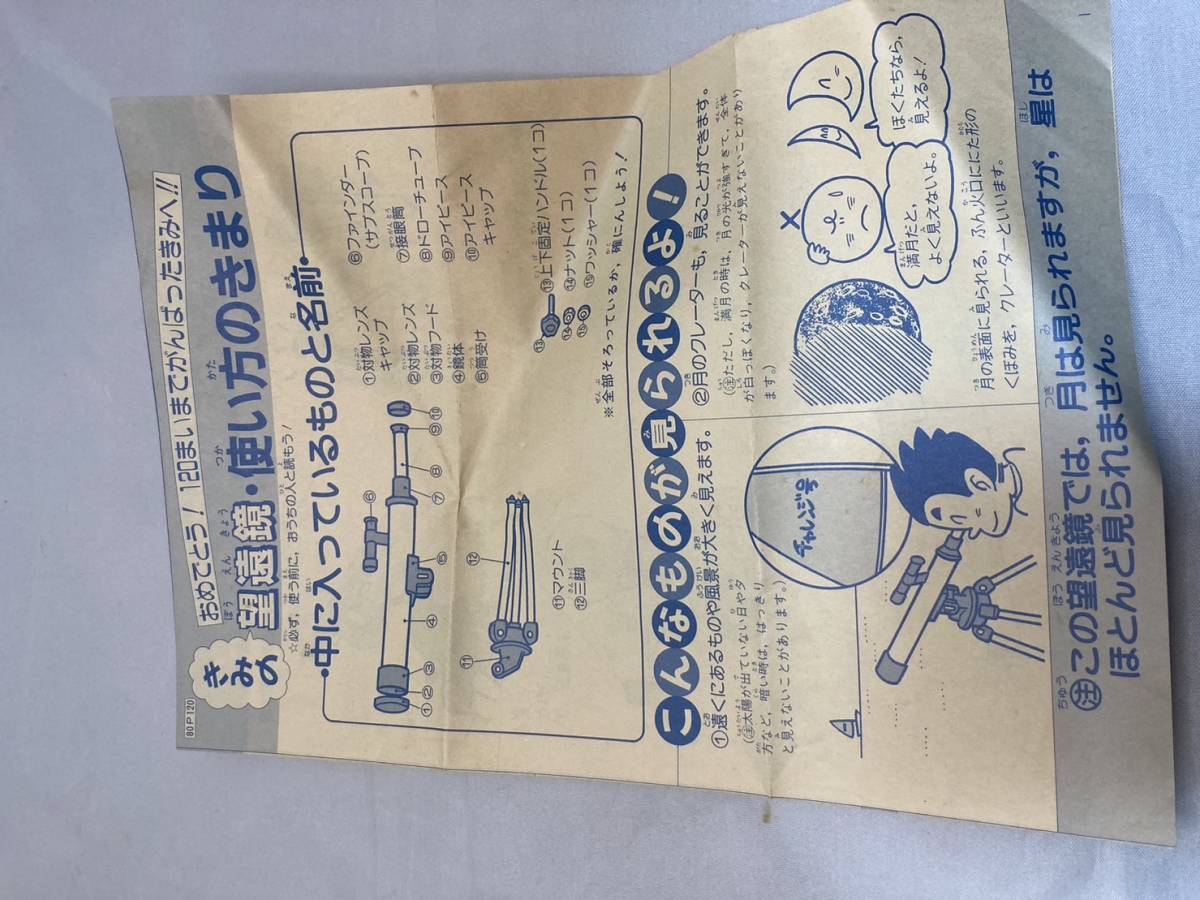 80P120
おめでとう！120まいまでがんばったきみへ!!
きみの
望遠鏡・使い方のきまり
☆必ず，使う前に，おうちの人と読もう！
中に入っているものと名前
①対物レンズ
キャップ
②対物レンズ
③対物フード
④鏡体
⑤筒受け
⑥ファインダー
(サブスコープ)
⑦接眼筒
⑧ドローチューブ
⑨アイピース
⑩アイピース
キャップ
⑪マウント
⑫三脚
⑬上下固定ハンドル(1コ)
⑭ナット(1コ)
⑮ワッシャー(1コ)
※全部そろっているか，確にんしよう！
こんなものが見られるよ！
①遠くにあるものや風景が大きく見えます。
(注太陽が出ていない日や夕
方など，暗い時は，はっきり
と見えないことがあります。)
チャレンジ号
②月のクレーターも，見ることができます。
(注ただし，満月の時は，月の光が強すぎて，全体
が白っぽくなり，クレーターが見えないことがあり
ます。)
×
満月だと，
よく見えないよ。
ぼくたちなら，
見えるよ！
月の表面に見られる，ふん火口ににた形の
くぼみを，クレーターといいます。
注この望遠鏡では，月は見られますが，星は
ほとんど見られません。
1